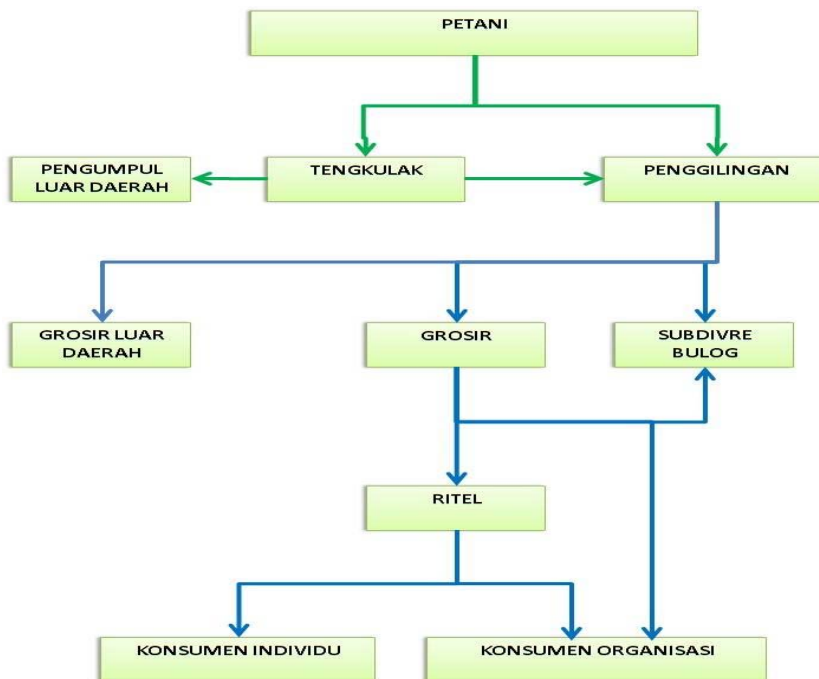 PETANI
PENGUMPUL
LUAR DAERAH
TENGKULAK
PENGGILINGAN
GROSIR LUAR
DAERAH
GROSIR
SUBDIVRE
BULOG
RITEL
KONSUMEN INDIVIDU
KONSUMEN ORGANISASI